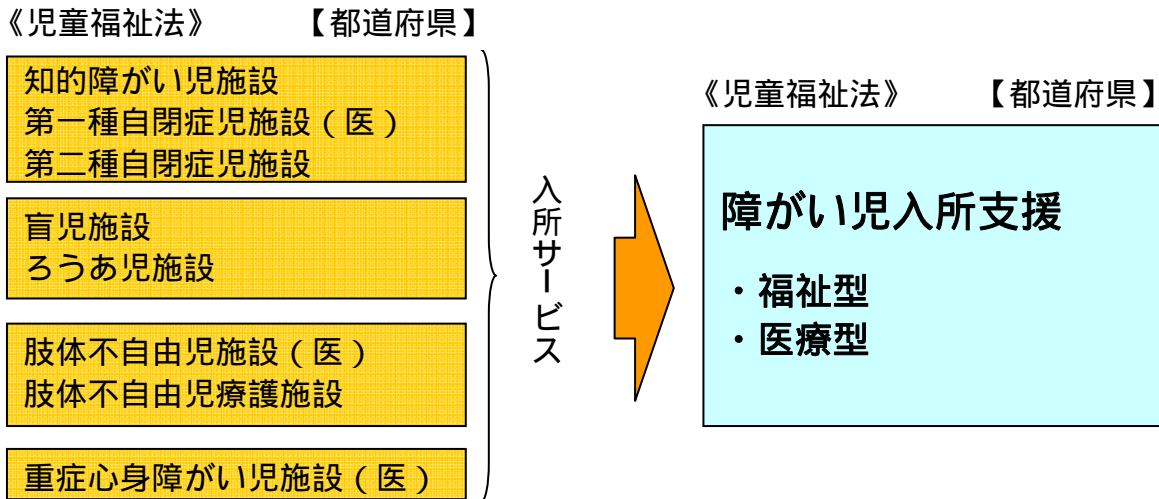 《児童福祉法》 【都道府県】
知的障がい児施設
第一種自閉症児施設（医）
第二種自閉症児施設
盲児施設
ろうあ児施設
肢体不自由児施設（医）
肢体不自由児療護施設
重症心身障がい児施設（医）
入所サービス
《児童福祉法》 【都道府県】
障がい児入所支援
・福祉型
・医療型